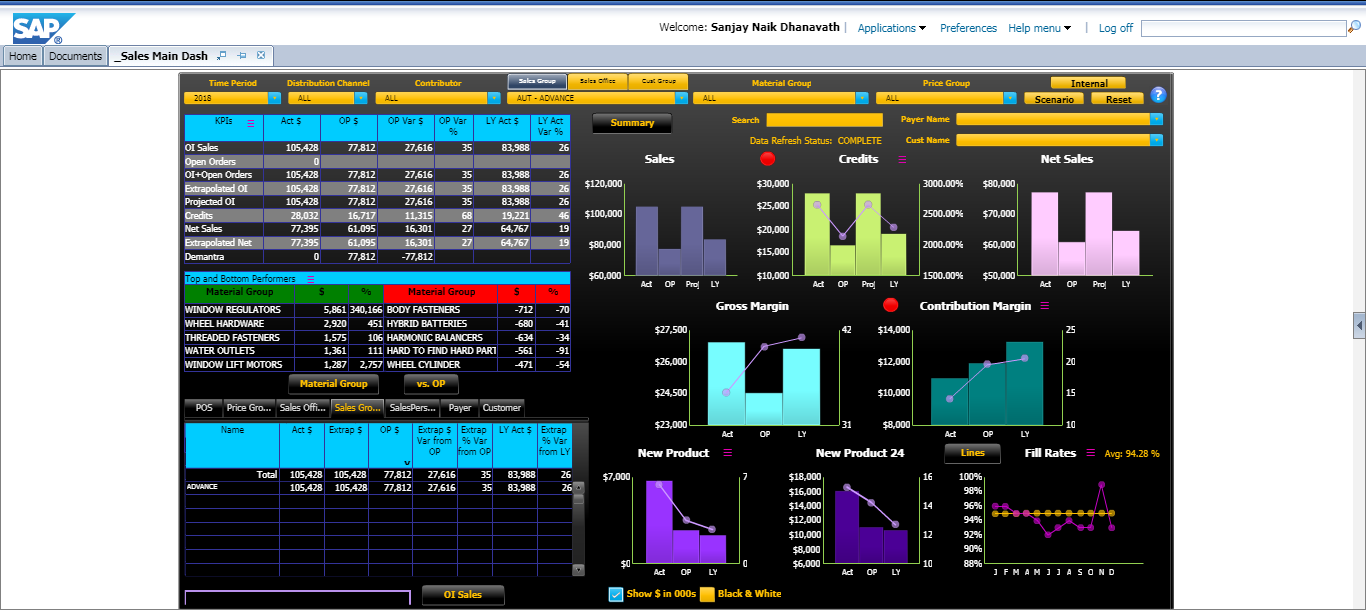 SAP ®
Welcome: Sanjay Naik Dhanavath | Applications Preferences Help menu | Log off
Home Documents _Sales Main Dash
Time Period Distribution Channel Contributor Sales Group Sales Office Cust Group Material Group Price Group Internal
2018 ALL ALL AUT - ADVANCE ALL ALL Scenario Reset ?
KPIs Act $ OP $ OP Var $ OP Var % LY Act $ LY Act Var %
OI Sales 105,428 77,812 27,616 35 83,988 26
Open Orders 0
OI+Open Orders 105,428 77,812 27,616 35 83,988 26
Extrapolated OI 105,428 77,812 27,616 35 83,988 26
Projected OI 105,428 77,812 27,616 35 83,988 26
Credits 28,032 16,717 11,315 68 19,221 46
Net Sales 77,395 61,095 16,301 27 64,767 19
Extrapolated Net 77,395 61,095 16,301 27 64,767 19
Demantra 0 77,812 -77,812
Summary Search Payer Name
Data Refresh Status: COMPLETE Cust Name
Sales
$120,000
$100,000
$80,000
$60,000
Act OP Proj LY
Credits
$30,000 3000.00%
$25,000 2500.00%
$20,000
$15,000 2000.00%
$10,000 1500.00%
Act OP Proj LY
Net Sales
$80,000
$70,000
$60,000
$50,000
Act OP Proj LY
Top and Bottom Performers
Material Group $ % Material Group $ %
WINDOW REGULATORS 5,861 340,166 BODY FASTENERS -712 -70
WHEEL HARDWARE 2,920 451 HYBRID BATTERIES -680 -41
THREADED FASTENERS 1,575 106 HARMONIC BALANCERS -634 -34
WATER OUTLETS 1,361 111 HARD TO FIND HARD PART -561 -91
WINDOW LIFT MOTORS 1,287 2,757 WHEEL CYLINDER -471 -54
Material Group vs. OP
Gross Margin
$27,500 42
$26,000
$24,500
$23,000 31
Act OP LY
Contribution Margin
$14,000 25
$12,000 20
$10,000 15
$8,000 10
Act OP LY
POS Price Gro... Sales Offi... Sales Gro... SalesPers... Payer Customer
Name Act $ Extrap $ OP $ Extrap $ Var from OP Extrap % Var from OP LY Act $ Extrap % Var from LY
Total 105,428 105,428 77,812 27,616 35 83,988 26
ADVANCE 105,428 105,428 77,812 27,616 35 83,988 26
New Product
$7,000 7
$0 0
Act OP LY
New Product 24
$18,000 16
$16,000
$14,000 14
$12,000
$10,000 12
$8,000
$6,000 10
Act OP LY
Lines Fill Rates Avg: 94.28 %
100%
98%
96%
94%
92%
90%
88%
J F M A M J J A S O N D
OI Sales Show $ in 000s Black & White